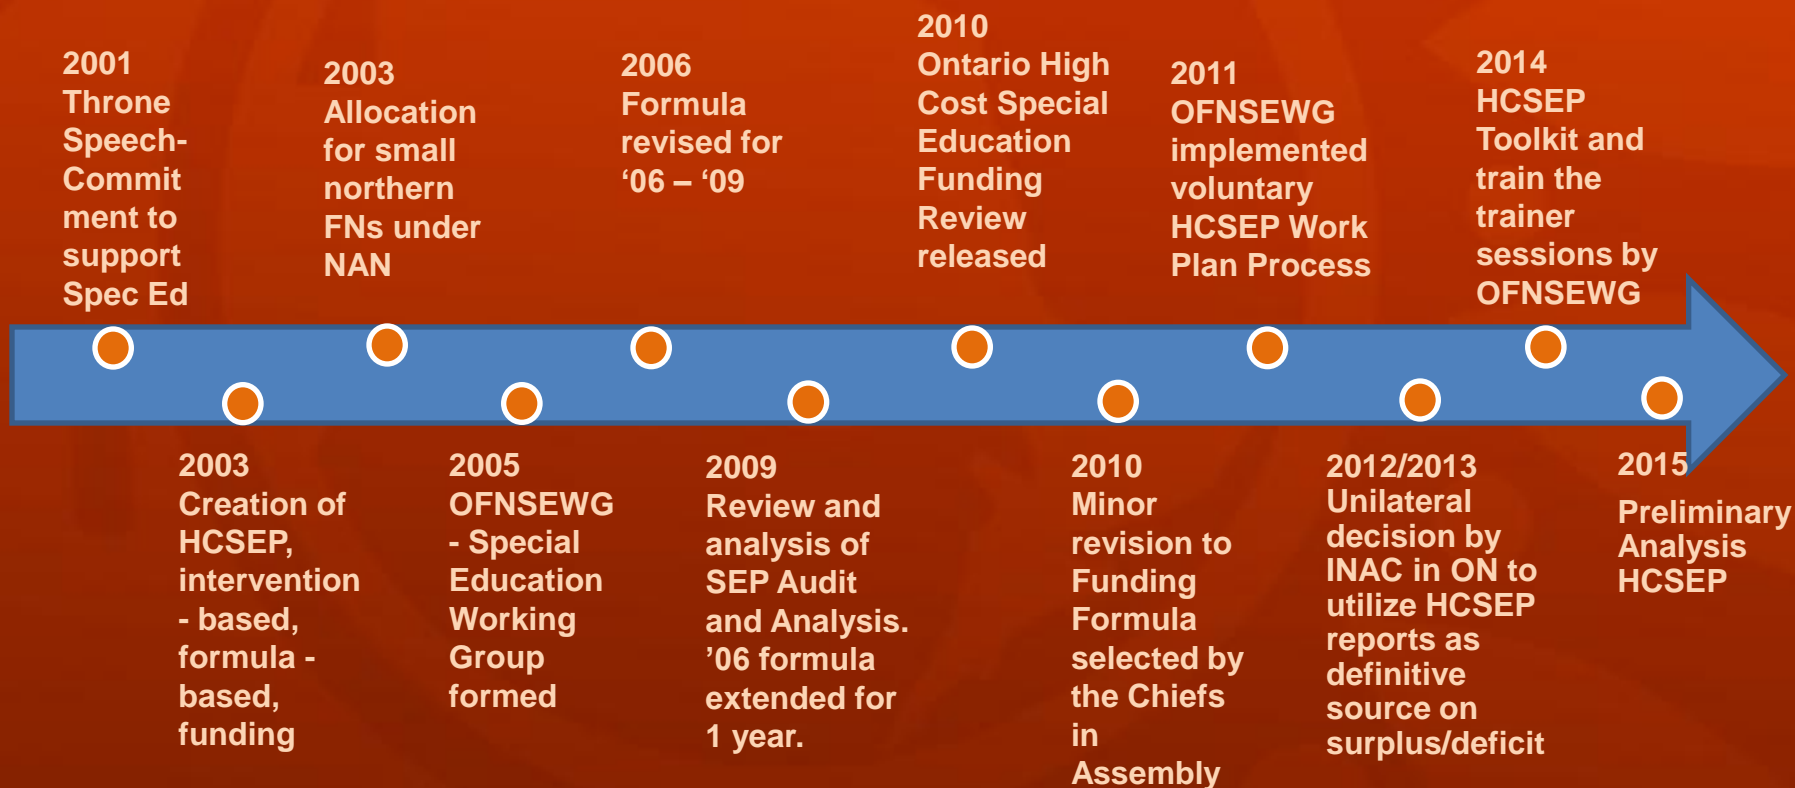 2001
Throne
Speech-
Commit
ment to
support
Spec Ed
2003
Creation of
HCSEP,
intervention
- based,
formula -
based,
funding
2003
Allocation
for small
northern
FNs under
NAN
2005
OFNSEWG
- Special
Education
Working
Group
formed
2006
Formula
revised for
‘06 – ‘09
2009
Review and
analysis of
SEP Audit
and Analysis.
’06 formula
extended for
1 year.
2010
Ontario High
Cost Special
Education
Funding
Review
released
2010
Minor
revision to
Funding
Formula
selected by
the Chiefs
in
Assembly
2011
OFNSEWG
implemented
voluntary
HCSEP Work
Plan Process
2012/2013
Unilateral
decision by
INAC in ON to
utilize HCSEP
reports as
definitive
source on
surplus/deficit
2014
HCSEP
Toolkit and
train the
trainer
sessions by
OFNSEWG
2015
Preliminary
Analysis
HCSEP